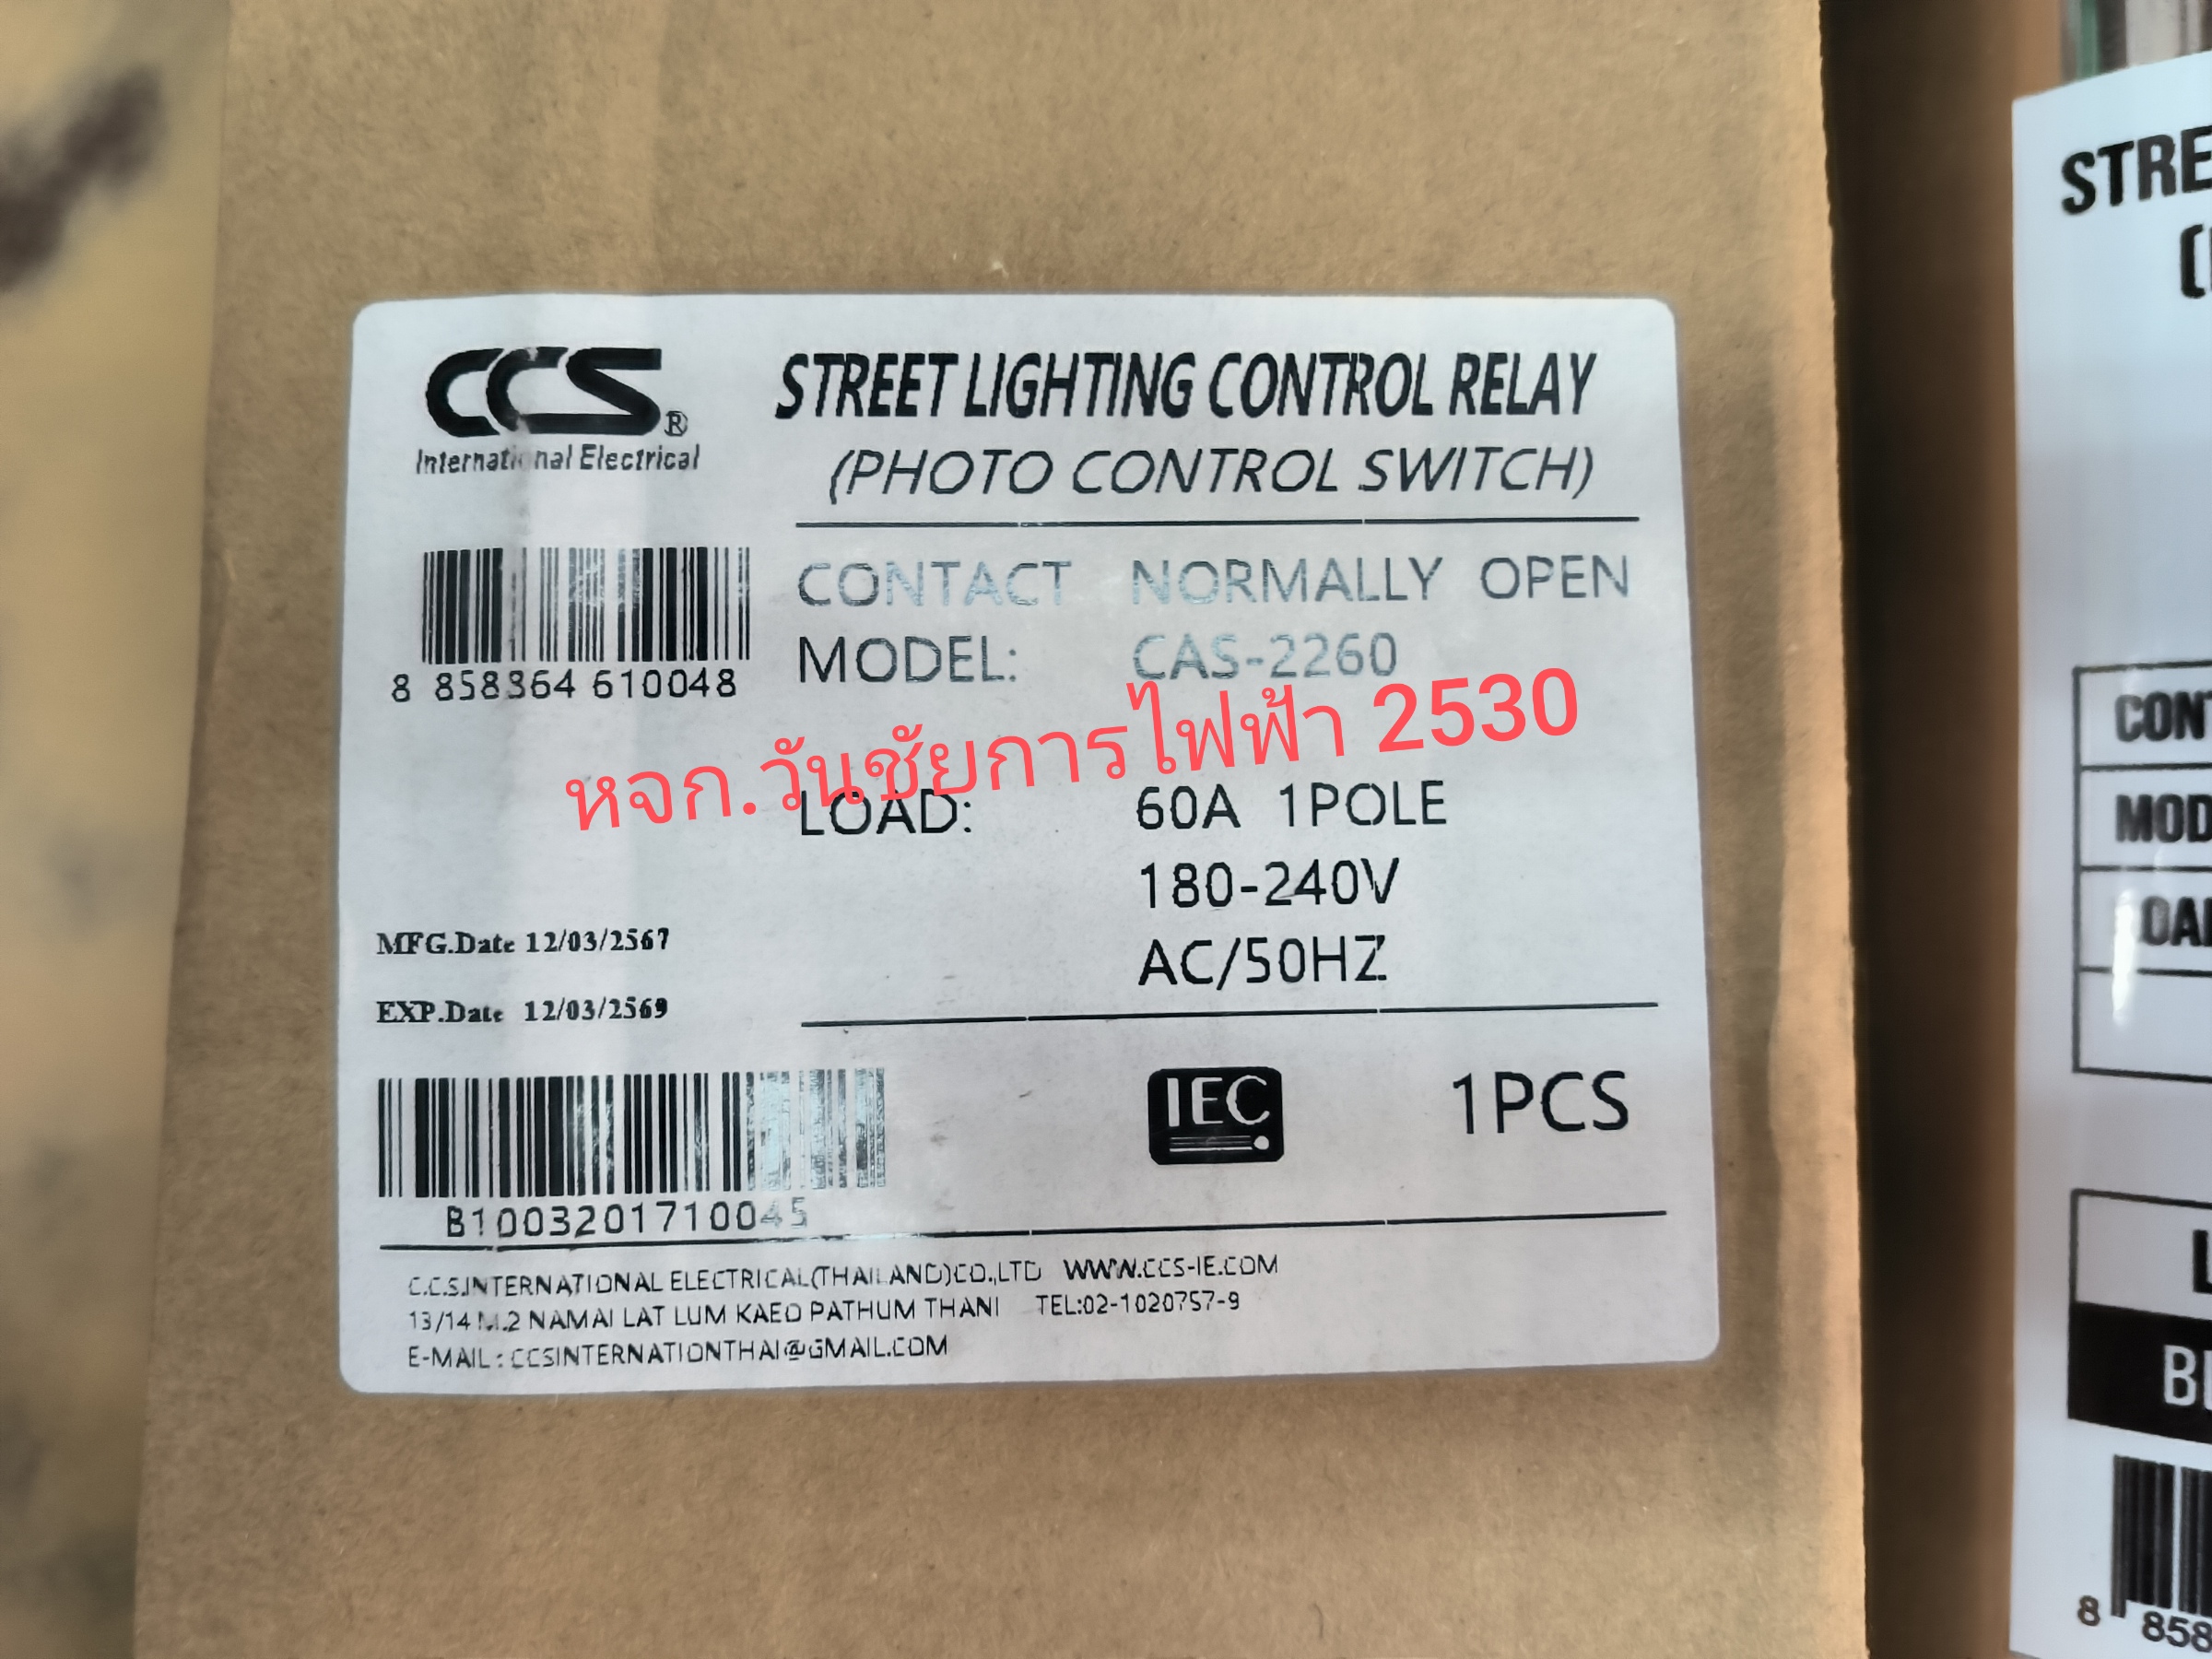 CCS®
International Electrical
STREET LIGHTING CONTROL RELAY
(PHOTO CONTROL SWITCH)
8 858364 610048
CONTACT NORMALLY OPEN
MODEL: CAS-2260
หจก.วันชัยการไฟฟ้า 2530
LOAD: 60A 1POLE
180-240V
AC/50HZ
MFG.Date 12/03/2567
EXP.Date 12/03/2569
IEC
1PCS
B1003201710045
C.C.S.INTERNATIONAL ELECTRICAL(THAILAND)CO.,LTD WWW.CCS-IE.COM
13/14 M.2 NAMAI LAT LUM KAEO PATHUM THANI TEL:02-1020757-9
E-MAIL : CCSINTERNATIONTHAI@GMAIL.COM
STRE
(
CONT
MOD
OA
L
8 858